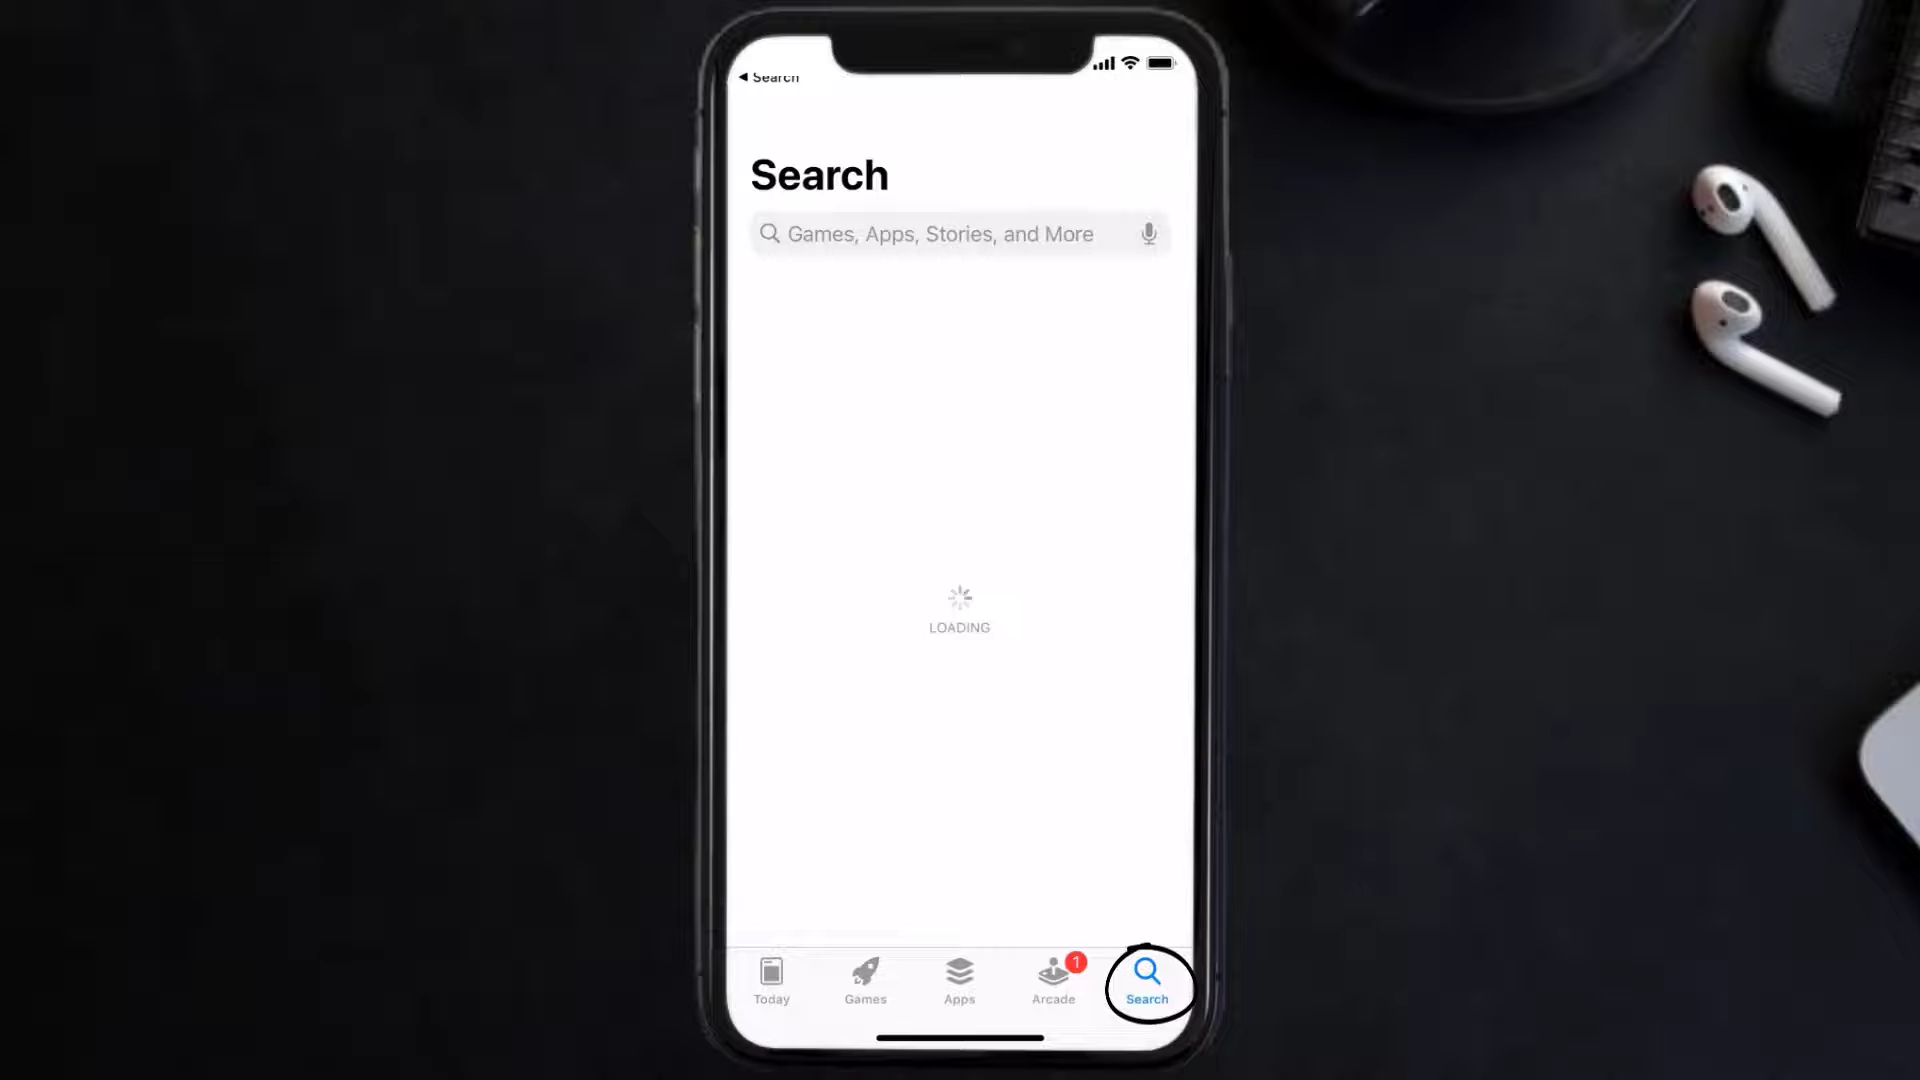 Search
Search
Games, Apps, Stories, and More
LOADING
1
Today
Games
Apps
Arcade
Search